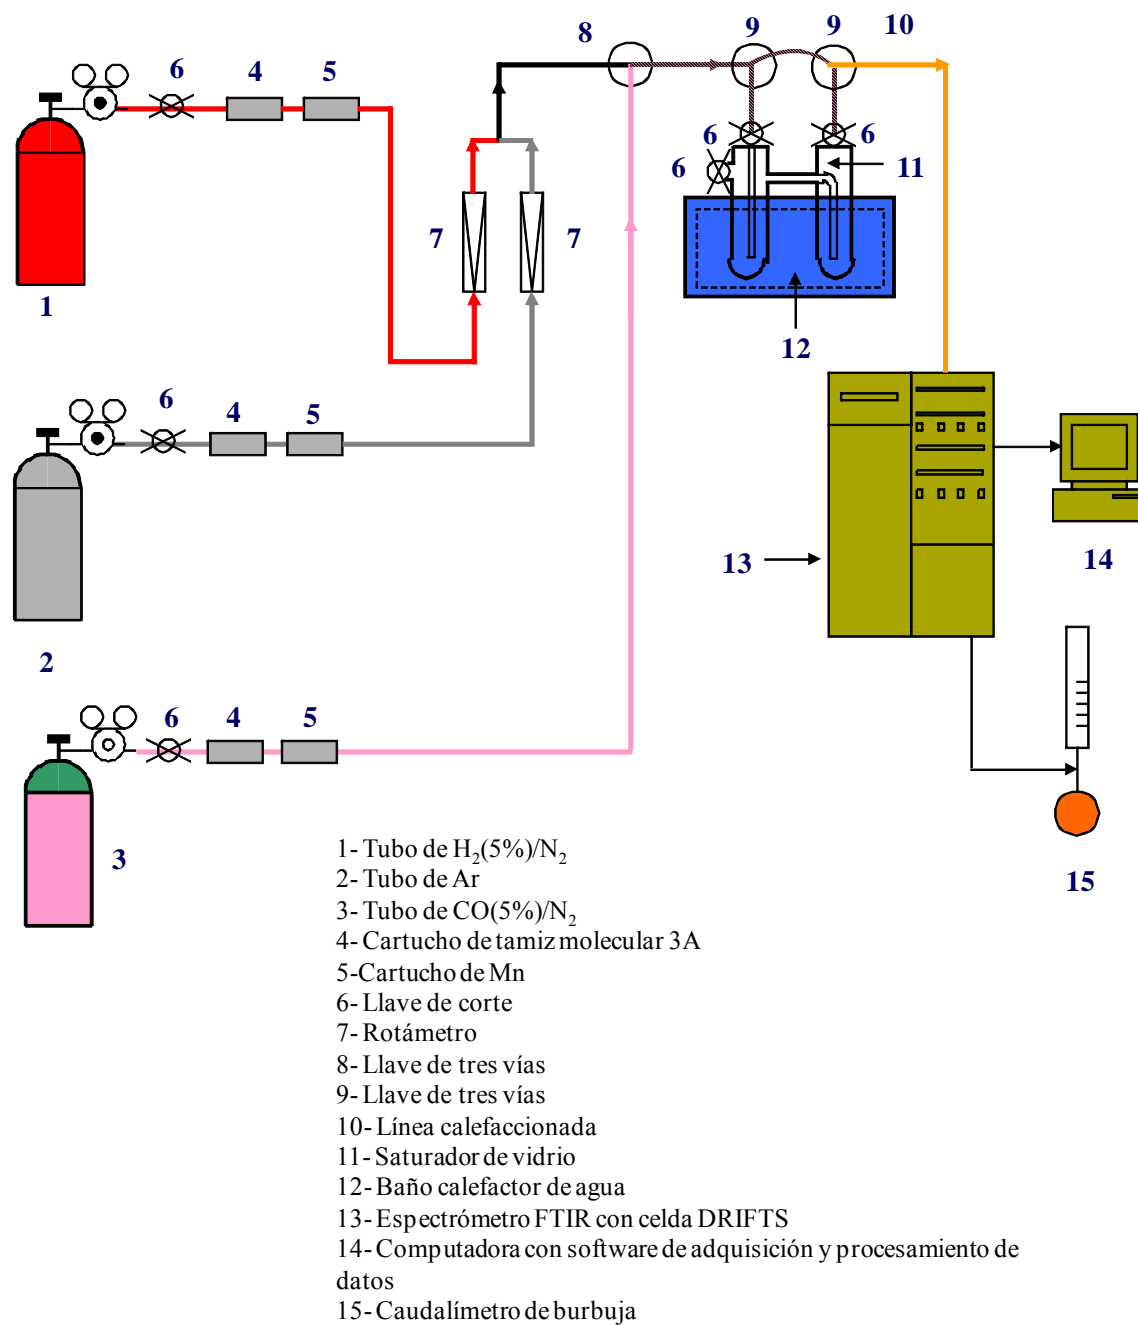 8
9
9
10
6
4
5
6
6
6
11
7
7
1
12
6
4
5
13
14
2
6
4
5
3
15
1- Tubo de H₂(5%)/N₂
2- Tubo de Ar
3- Tubo de CO(5%)/N₂
4- Cartucho de tamiz molecular 3A
5-Cartucho de Mn
6- Llave de corte
7- Rotámetro
8- Llave de tres vías
9- Llave de tres vías
10- Línea calefaccionada
11- Saturador de vidrio
12- Baño calefactor de agua
13- Espectrómetro FTIR con celda DRIFTS
14- Computadora con software de adquisición y procesamiento de
datos
15- Caudalímetro de burbuja